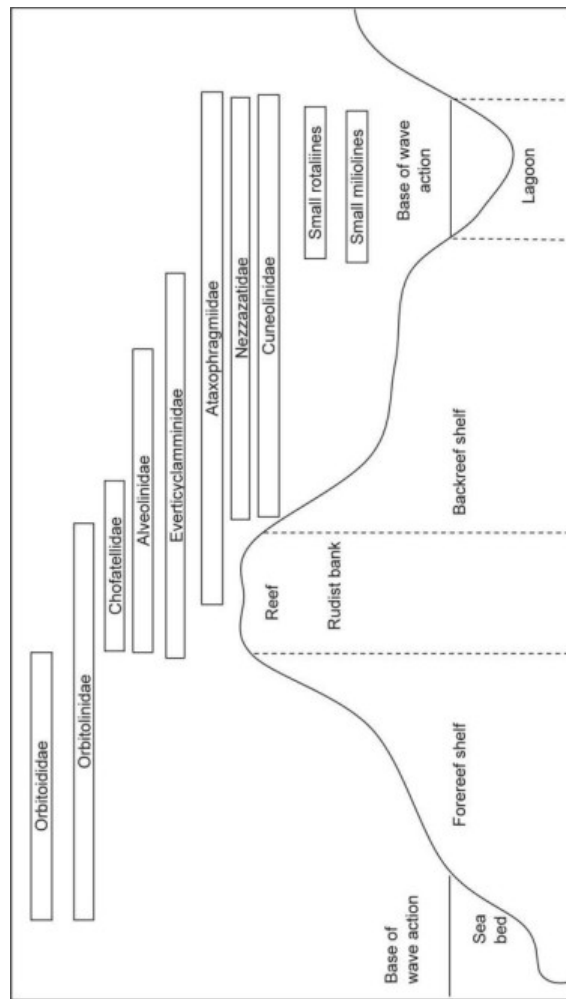 Orbitoididae
Orbitolinidae
Chofatellidae
Alveolinidae
Everticyclamminidae
Ataxophragmiidae
Nezzazatidae
Cuneolinidae
Small rotaliines
Small miliolines
Base of wave
action
Lagoon
Reef
Rudist bank
Backreef shelf
Forereef shelf
Base of
wave action
Sea
bed